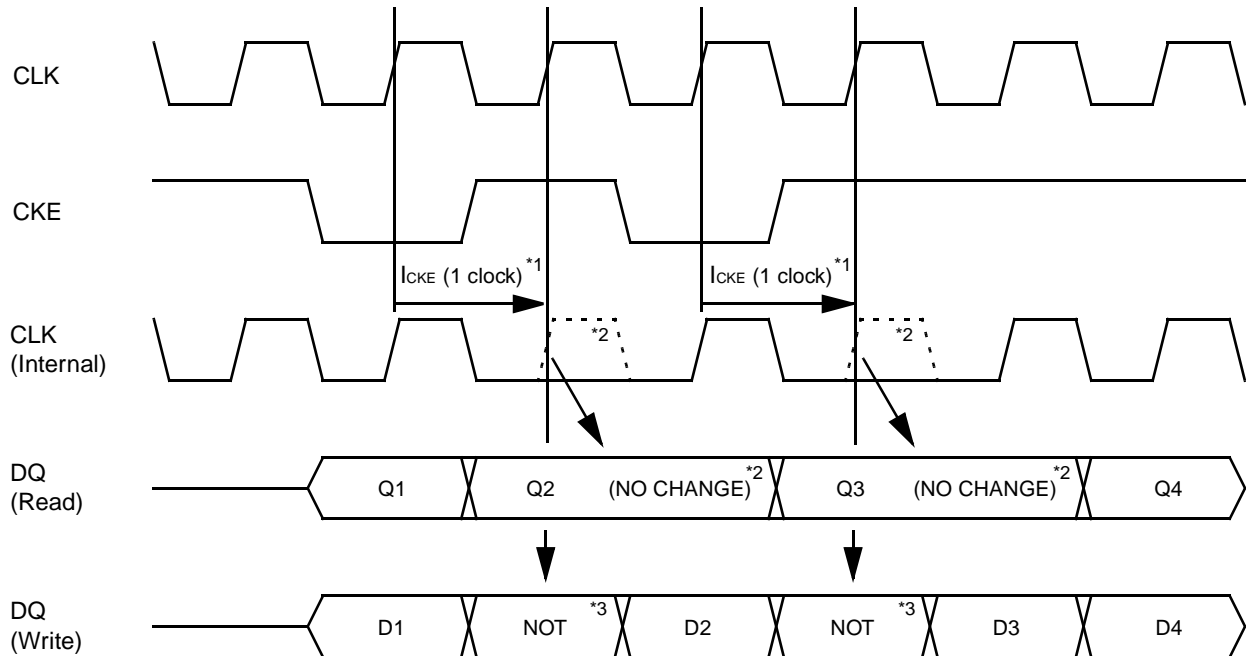 CLK
CKE
ICKE (1 clock) *1 ICKE (1 clock) *1
CLK
(Internal)
*2 *2
DQ
(Read)
Q1 Q2 (NO CHANGE) *2 Q3 (NO CHANGE) *2 Q4
DQ
(Write)
D1 NOT *3 D2 NOT *3 D3 D4